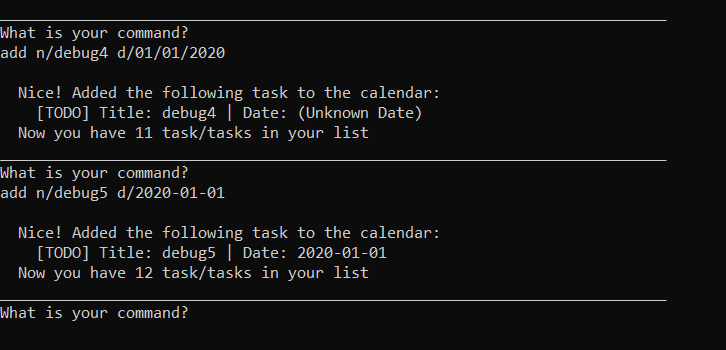 What is your command?
add n/debug4 d/01/01/2020
Nice! Added the following task to the calendar:
[TODO] Title: debug4 | Date: (Unknown Date)
Now you have 11 task/tasks in your list
What is your command?
add n/debug5 d/2020-01-01
Nice! Added the following task to the calendar:
[TODO] Title: debug5 | Date: 2020-01-01
Now you have 12 task/tasks in your list
What is your command?